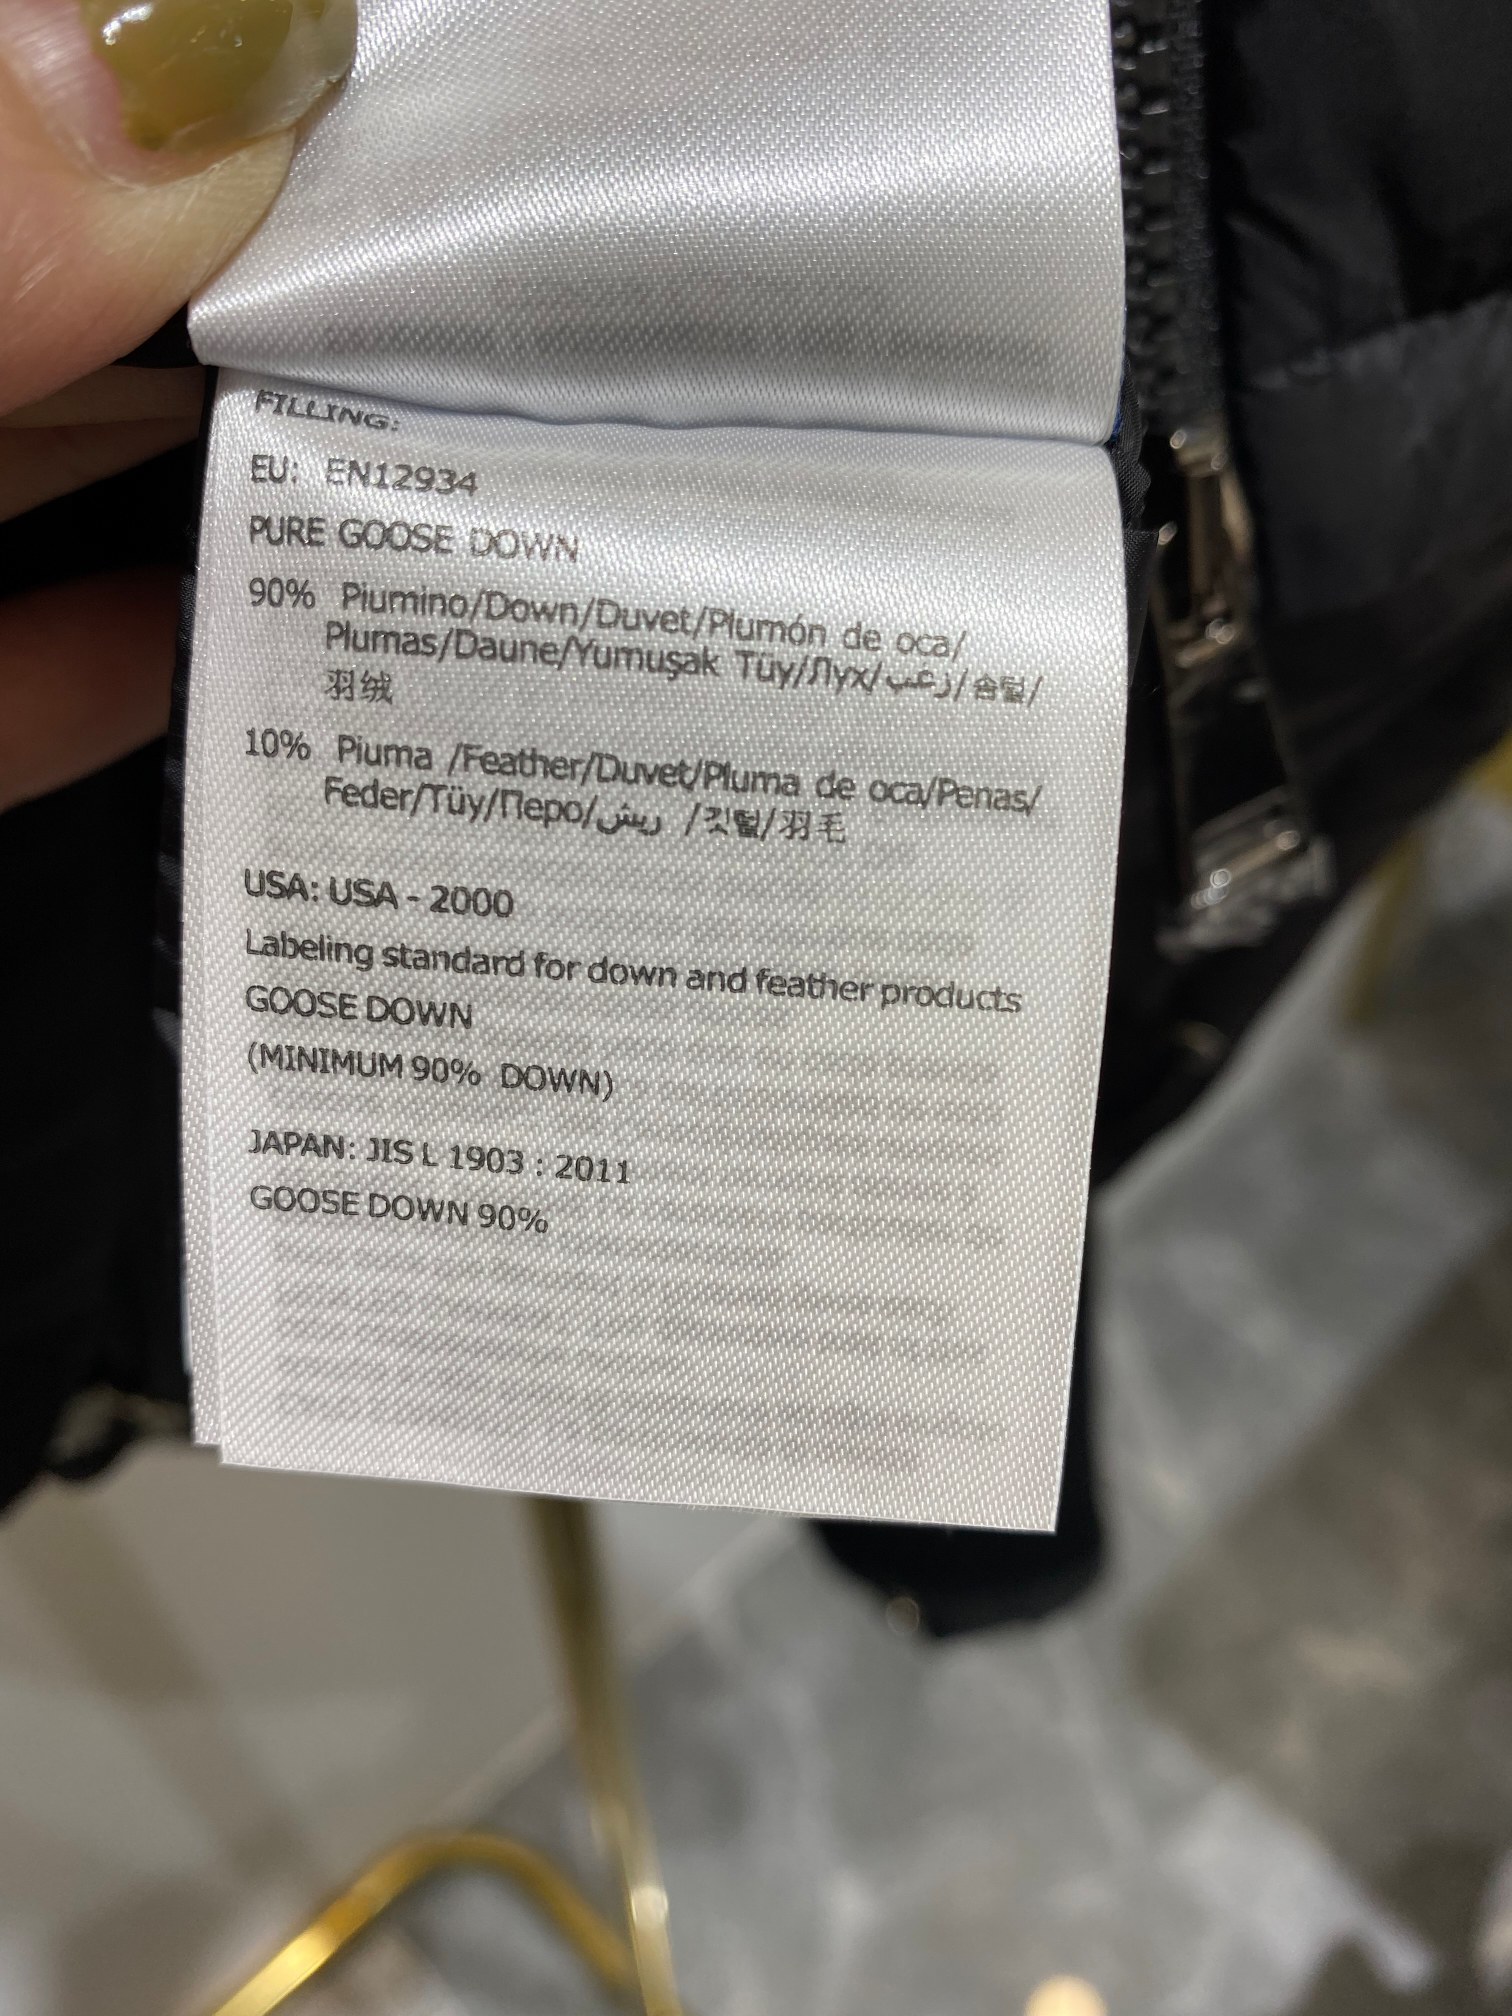 FILLING:
EU: EN12934
PURE GOOSE DOWN
90% Piumino/Down/Duvet/Plumón de oca/
Plumas/Daune/Yumuşak Tüy/Пух/زغب/솜털/
羽绒
10% Piuma /Feather/Duvet/Pluma de oca/Penas/
Feder/Tüy/Перо/ريش /깃털/羽毛
USA: USA - 2000
Labeling standard for down and feather products
GOOSE DOWN
(MINIMUM 90% DOWN)
JAPAN: JIS L 1903 : 2011
GOOSE DOWN 90%